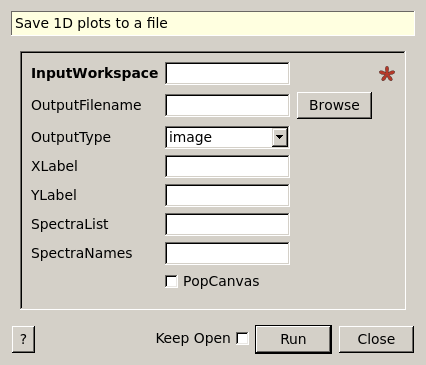 Save 1D plots to a file
InputWorkspace *
OutputFilename Browse
OutputType image
XLabel
YLabel
SpectraList
SpectraNames
PopCanvas
? Keep Open Run Close